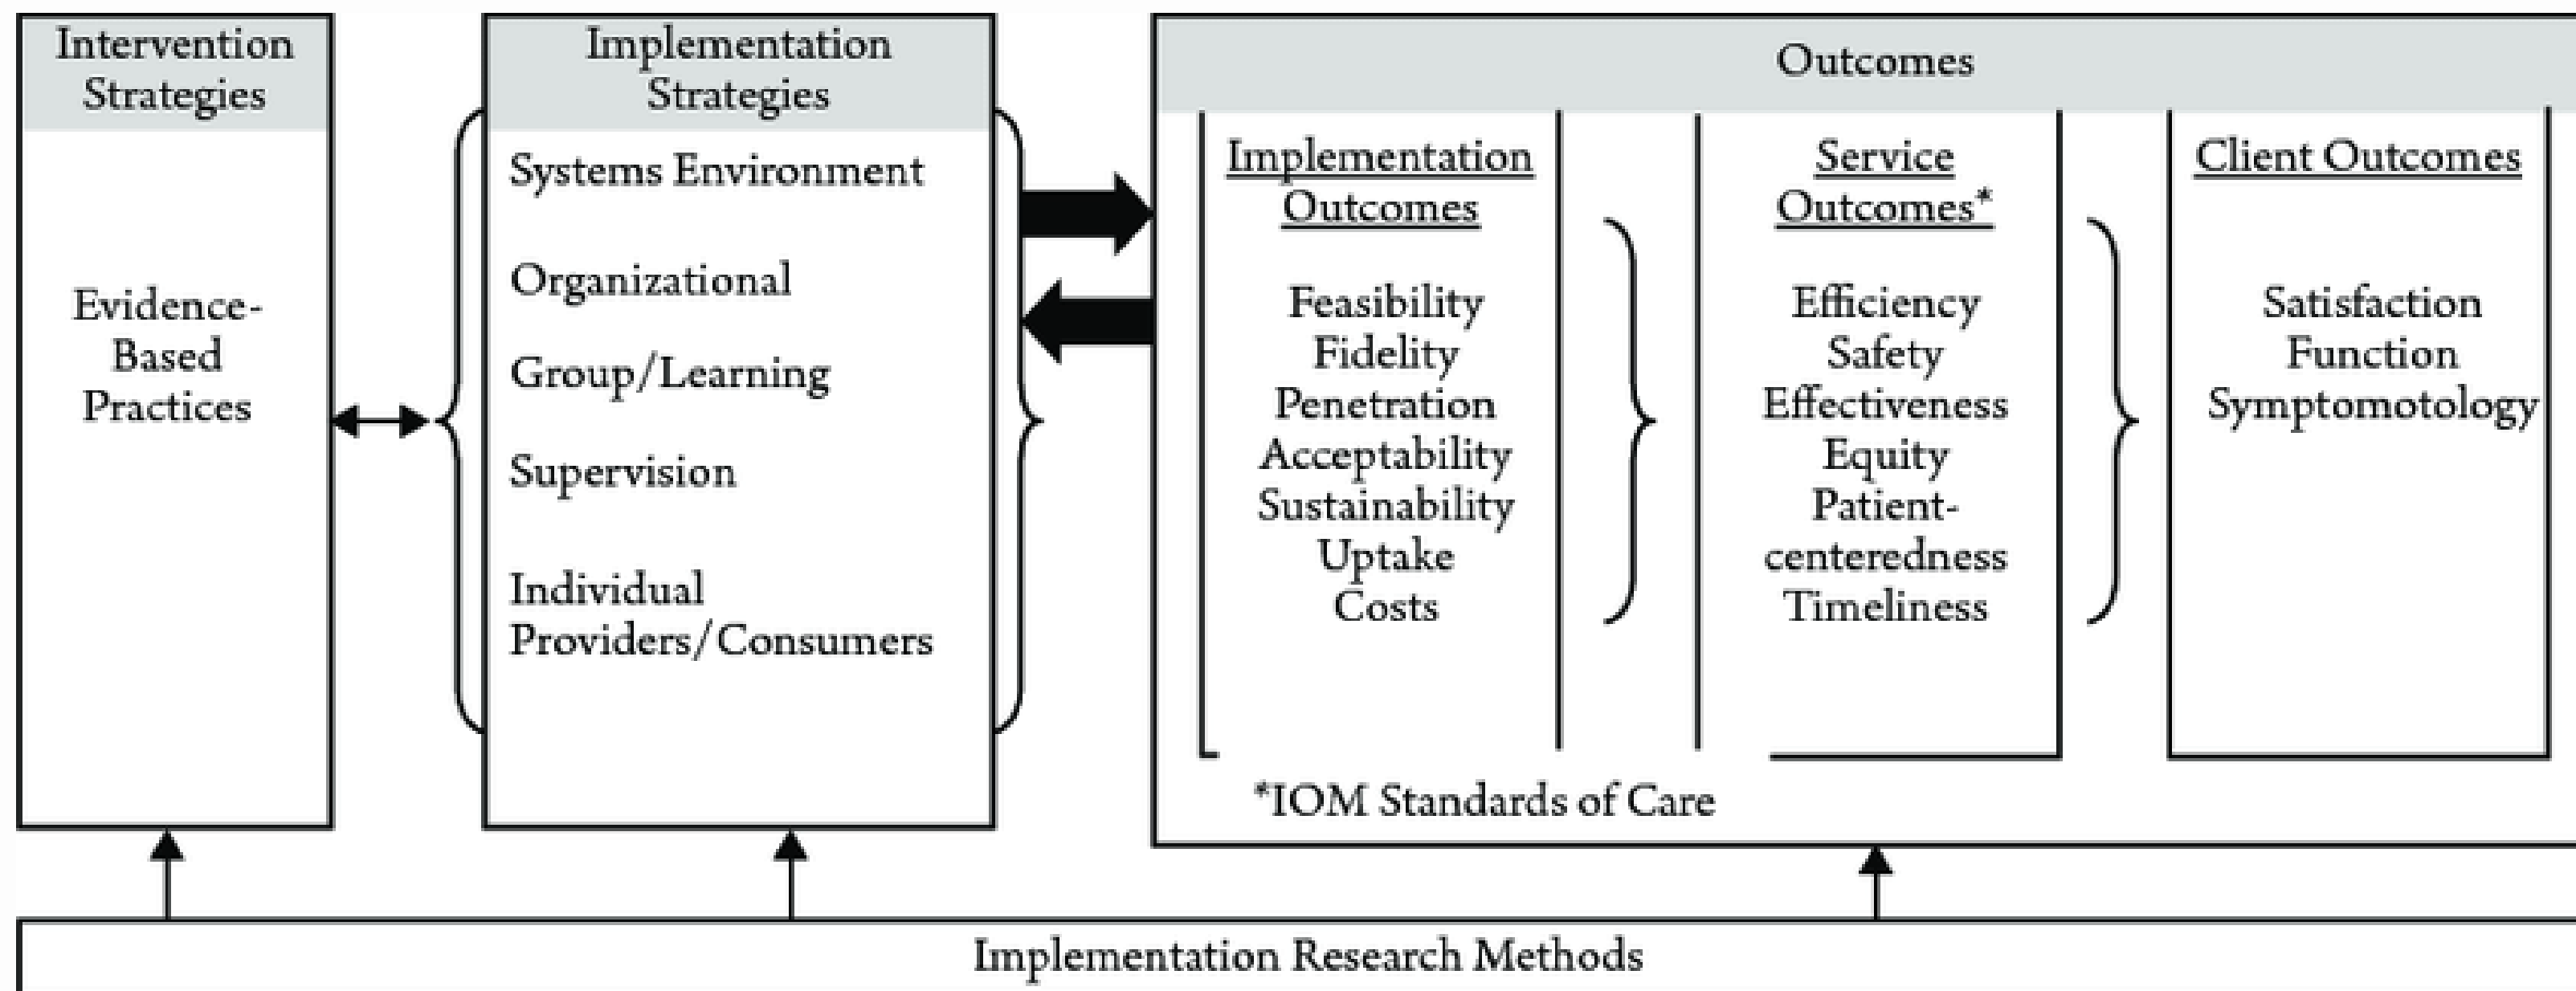 Intervention
Strategies
Evidence-
Based
Practices
Implementation
Strategies
Systems Environment
Organizational
Group/Learning
Supervision
Individual
Providers/Consumers
Outcomes
Implementation
Outcomes
Feasibility
Fidelity
Penetration
Acceptability
Sustainability
Uptake
Costs
Service
Outcomes*
Efficiency
Safety
Effectiveness
Equity
Patient-
centeredness
Timeliness
Client Outcomes
Satisfaction
Function
Symptomotology
*IOM Standards of Care
Implementation Research Methods